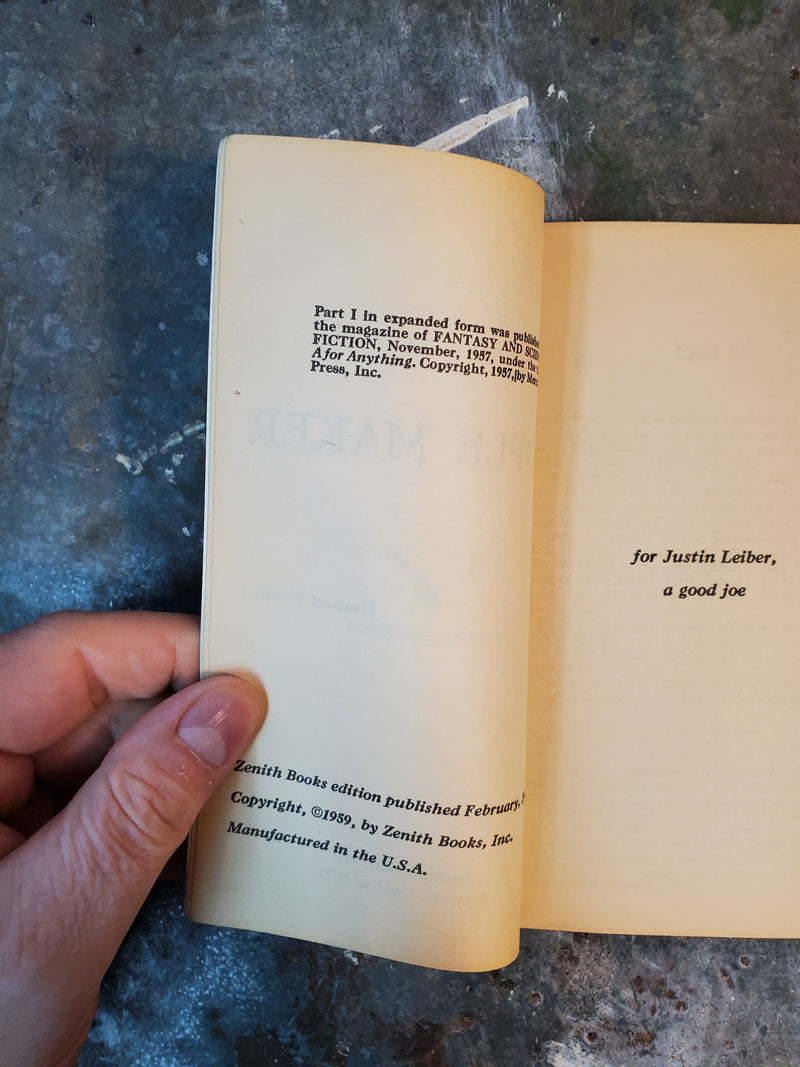 Part I in expanded form was
the magazine of FANTASY AND
FICTION, November, 1957, under the
A for Anything. Copyright, 1957, by
Press, Inc.
Zenith Books edition published February,
Copyright, ©1959, by Zenith Books, Inc.
Manufactured in the U.S.A.
for Justin Leiber,
a good joe